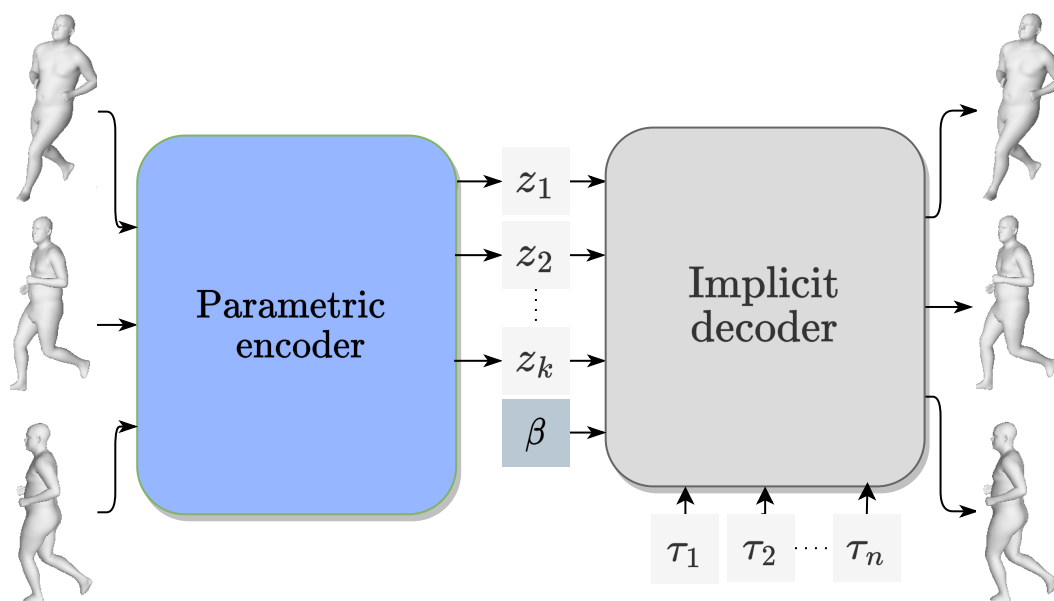 Parametric
encoder
z₁
z₂
zₖ
β
Implicit
decoder
τ₁
τ₂
τₙ